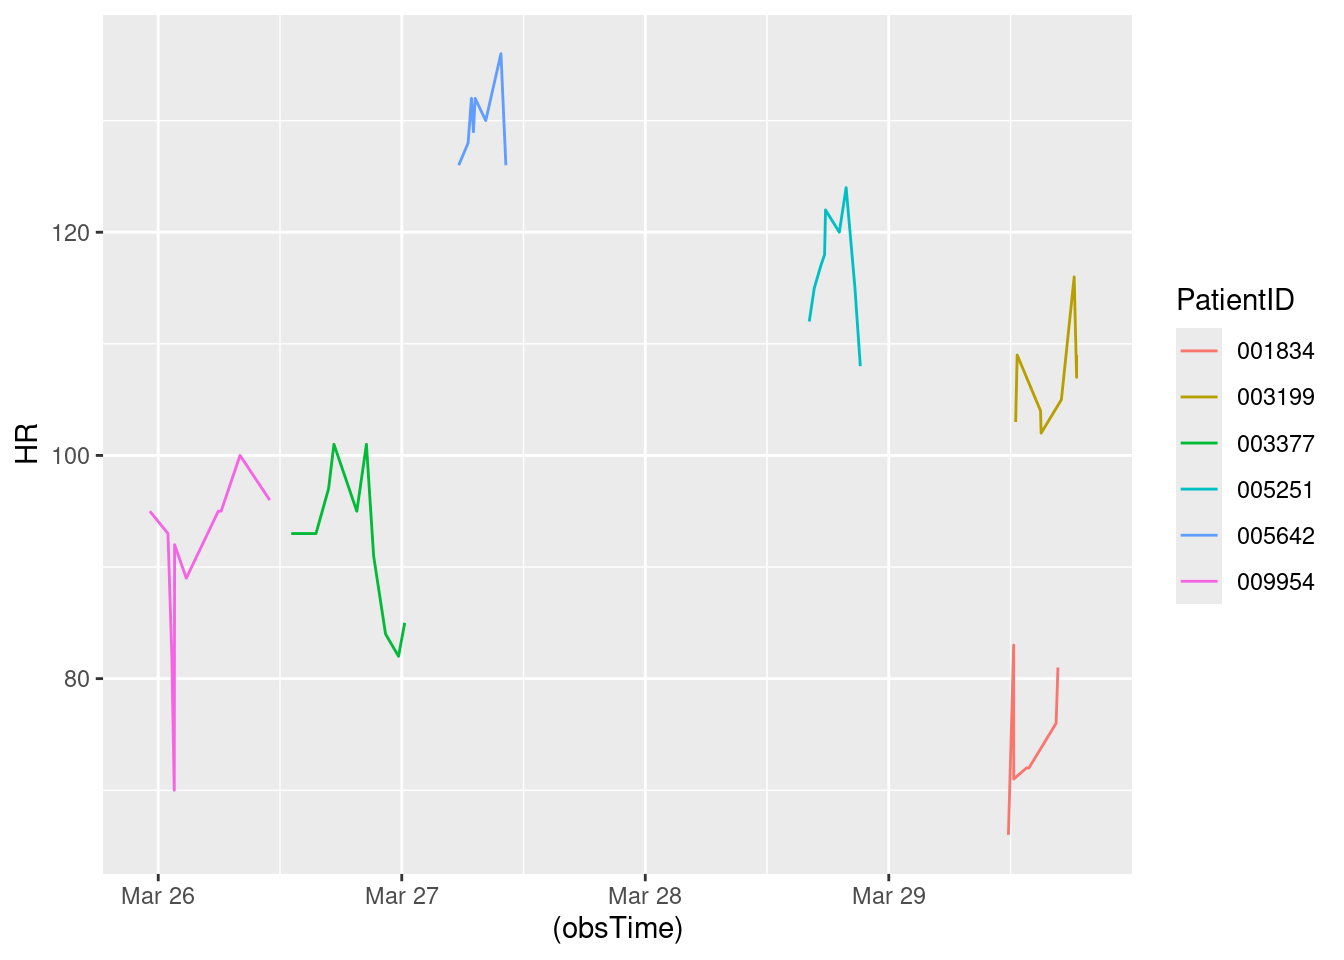 HR
120
100
80
Mar 26
Mar 27
Mar 28
Mar 29
(obsTime)
PatientID
001834
003199
003377
005251
005642
009954